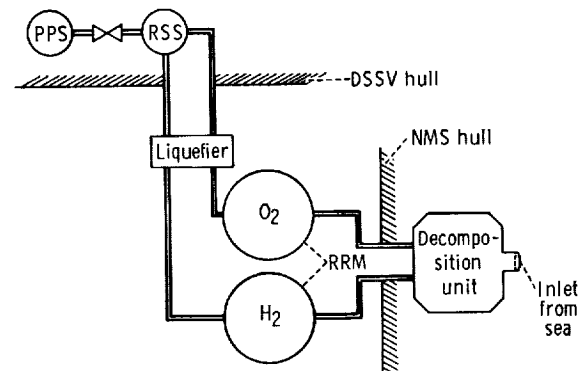 PPS
RSS
DSSV hull
NMS hull
Liquefier
O2
Decompo-
sition
unit
RRM
H2
Inlet
from
sea